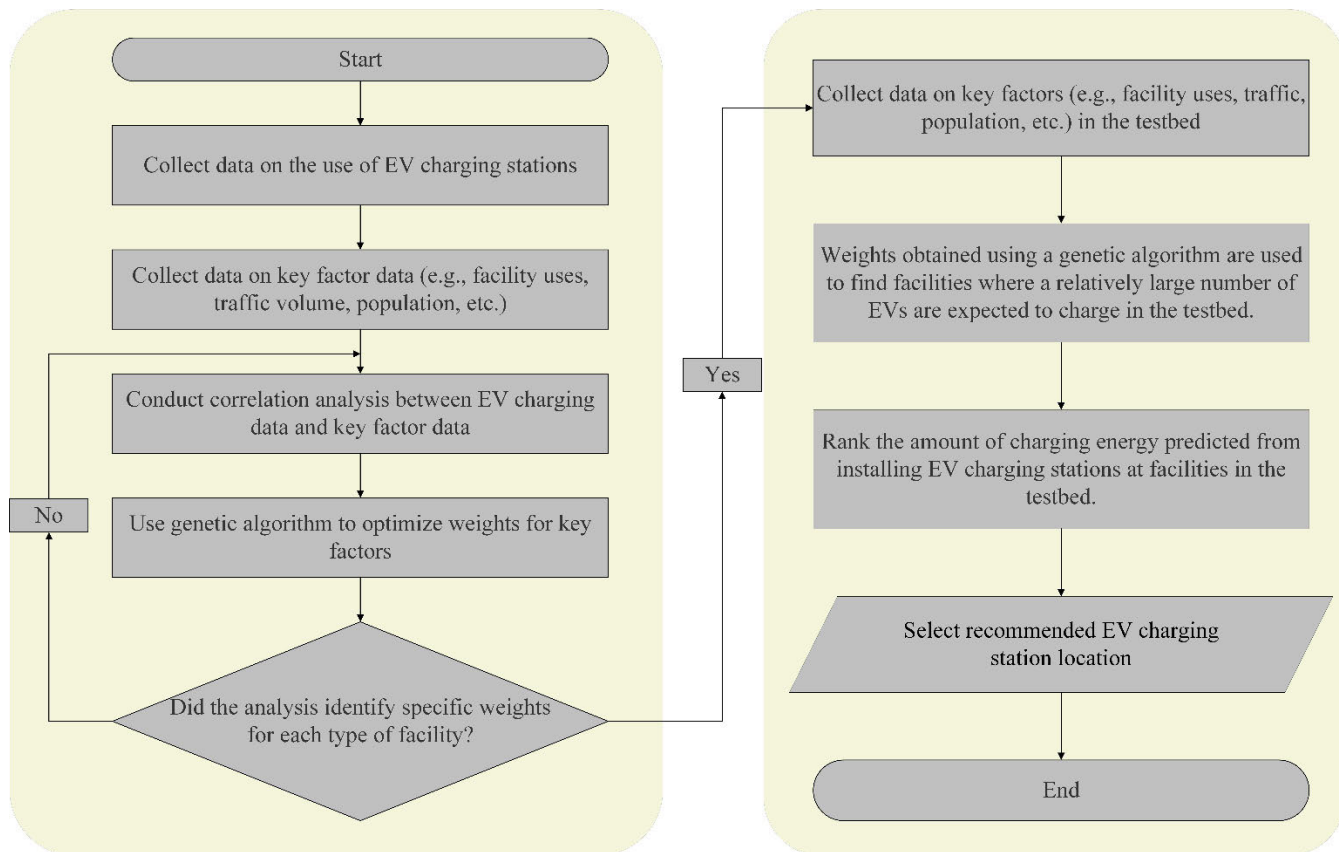 Start
Collect data on the use of EV charging stations
Collect data on key factor data (e.g., facility uses,
traffic volume, population, etc.)
Conduct correlation analysis between EV charging
data and key factor data
No
Use genetic algorithm to optimize weights for key
factors
Did the analysis identify specific weights
for each type of facility?
Yes
Collect data on key factors (e.g., facility uses, traffic,
population, etc.) in the testbed
Weights obtained using a genetic algorithm are used
to find facilities where a relatively large number of
EVs are expected to charge in the testbed.
Rank the amount of charging energy predicted from
installing EV charging stations at facilities in the
testbed.
Select recommended EV charging
station location
End